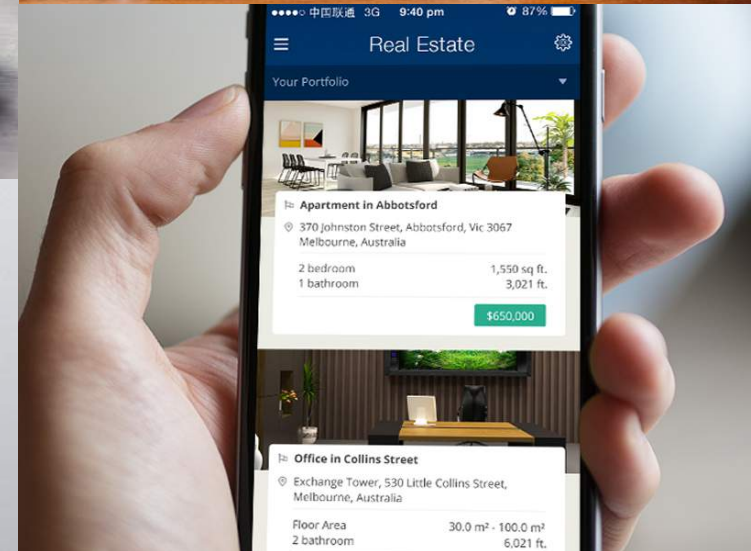 中国联通 3G 9:40 pm 87%
Real Estate
Your Portfolio
Apartment in Abbotsford
370 Johnston Street, Abbotsford, Vic 3067
Melbourne, Australia
2 bedroom 1,550 sq ft.
1 bathroom 3,021 ft.
$650,000
Office in Collins Street
Exchange Tower, 530 Little Collins Street,
Melbourne, Australia
Floor Area 30.0 m² - 100.0 m²
2 bathroom 6,021 ft.